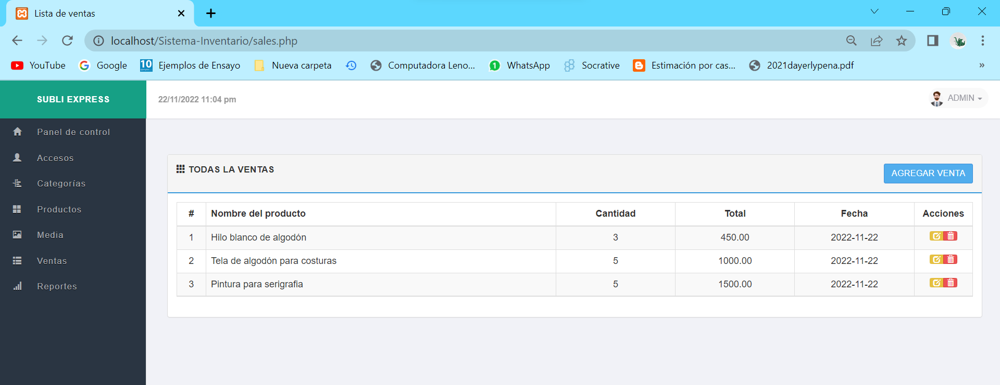 Lista de ventas
localhost/Sistema-Inventario/sales.php
YouTube Google 10 Ejemplos de Ensayo Nueva carpeta Computadora Leno... 1 WhatsApp Socrative Estimación por cas... 2021dayerlypena.pdf »
SUBLI EXPRESS 22/11/2022 11:04 pm ADMIN
Panel de control
Accesos
Categorías
Productos
Media
Ventas
Reportes
TODAS LA VENTAS AGREGAR VENTA
# Nombre del producto Cantidad Total Fecha Acciones
1 Hilo blanco de algodón 3 450.00 2022-11-22
2 Tela de algodón para costuras 5 1000.00 2022-11-22
3 Pintura para serigrafia 5 1500.00 2022-11-22